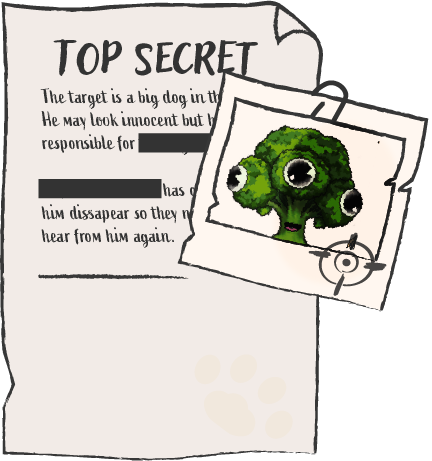 TOP SECRET
The target is a big dog in
He may look innocent but
responsible for
has
him dissapear so they
hear from him again.